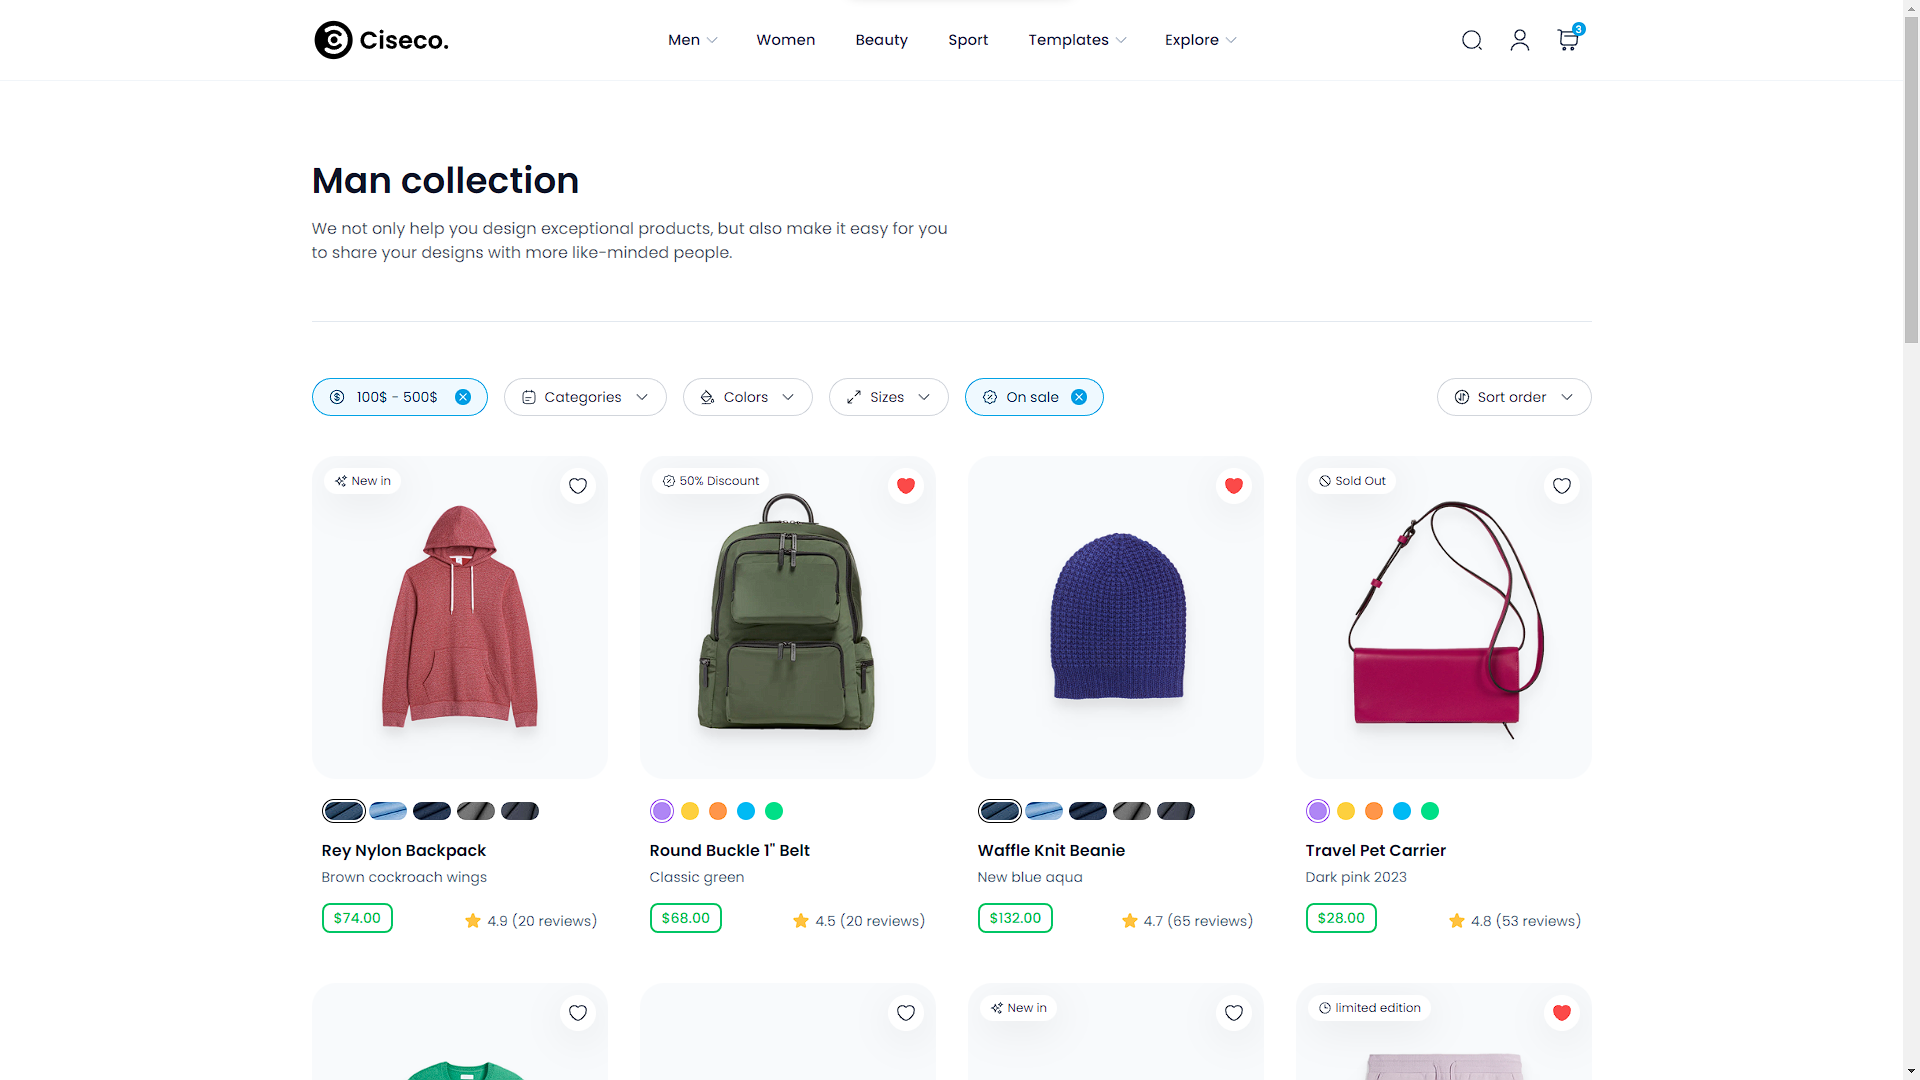 Ciseco.
Men
Women
Beauty
Sport
Templates
Explore
3
Man collection
We not only help you design exceptional products, but also make it easy for you
to share your designs with more like-minded people.
100$ - 500$
Categories
Colors
Sizes
On sale
Sort order
New in
50% Discount
Sold Out
Rey Nylon Backpack
Brown cockroach wings
$74.00
4.9 (20 reviews)
Round Buckle 1" Belt
Classic green
$68.00
4.5 (20 reviews)
Waffle Knit Beanie
New blue aqua
$132.00
4.7 (65 reviews)
Travel Pet Carrier
Dark pink 2023
$28.00
4.8 (53 reviews)
New in
limited edition